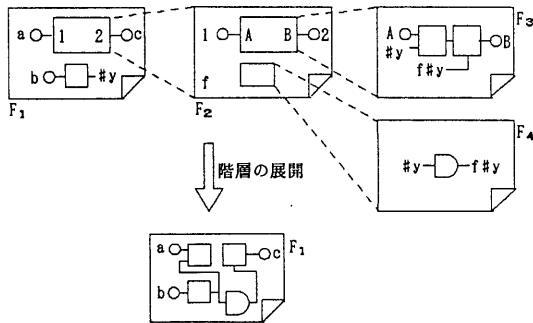 a 1 2 c
b #y
F1
1 A B 2
f
F2
A B F3
#y
f#y
#y f#y F4
階層の展開
a c F1
b